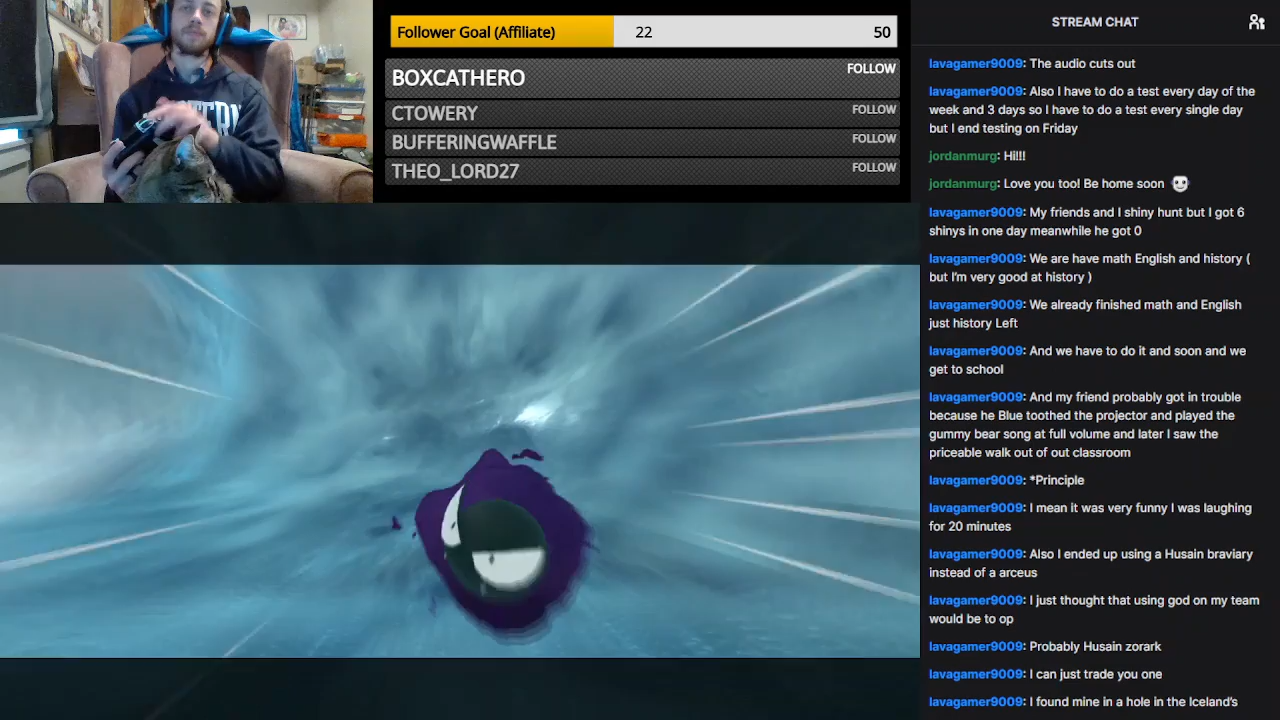 Follower Goal (Affiliate) 22 50
BOXCATHERO FOLLOW
CTOWERY FOLLOW
BUFFERINGWAFFLE FOLLOW
THEO_LORD27 FOLLOW
STREAM CHAT
lavagamer9009: The audio cuts out
lavagamer9009: Also I have to do a test every day of the
week and 3 days so I have to do a test every single day
but I end testing on Friday
jordanmurg: Hi!!!
jordanmurg: Love you too! Be home soon
lavagamer9009: My friends and I shiny hunt but I got 6
shinys in one day meanwhile he got 0
lavagamer9009: We are have math English and history (
but I'm very good at history )
lavagamer9009: We already finished math and English
just history Left
lavagamer9009: And we have to do it and soon and we
get to school
lavagamer9009: And my friend probably got in trouble
because he Blue toothed the projector and played the
gummy bear song at full volume and later I saw the
priceable walk out of out classroom
lavagamer9009: *Principle
lavagamer9009: I mean it was very funny I was laughing
for 20 minutes
lavagamer9009: Also I ended up using a Husain braviary
instead of a arceus
lavagamer9009: I just thought that using god on my team
would be to op
lavagamer9009: Probably Husain zorark
lavagamer9009: I can just trade you one
lavagamer9009: I found mine in a hole in the Iceland's